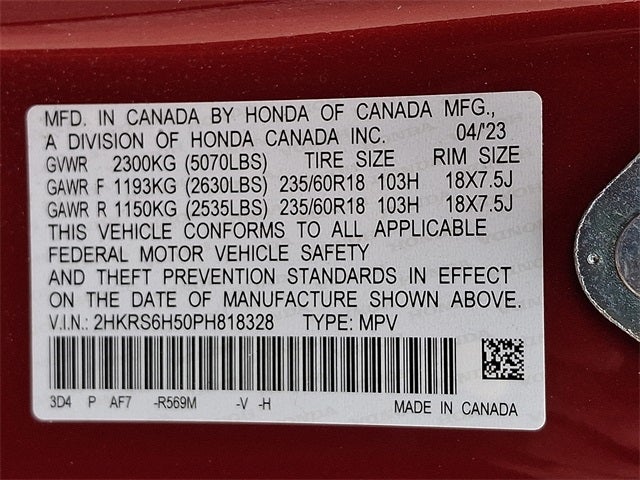 MFD. IN CANADA BY HONDA OF CANADA MFG.,
A DIVISION OF HONDA CANADA INC. 04/'23
GVWR 2300KG (5070LBS) TIRE SIZE RIM SIZE
GAWR F 1193KG (2630LBS) 235/60R18 103H 18X7.5J
GAWR R 1150KG (2535LBS) 235/60R18 103H 18X7.5J
THIS VEHICLE CONFORMS TO ALL APPLICABLE
FEDERAL MOTOR VEHICLE SAFETY
AND THEFT PREVENTION STANDARDS IN EFFECT
ON THE DATE OF MANUFACTURE SHOWN ABOVE.
V.I.N.: 2HKRS6H50PH818328 TYPE: MPV
3D4 P AF7 -R569M -V -H MADE IN CANADA